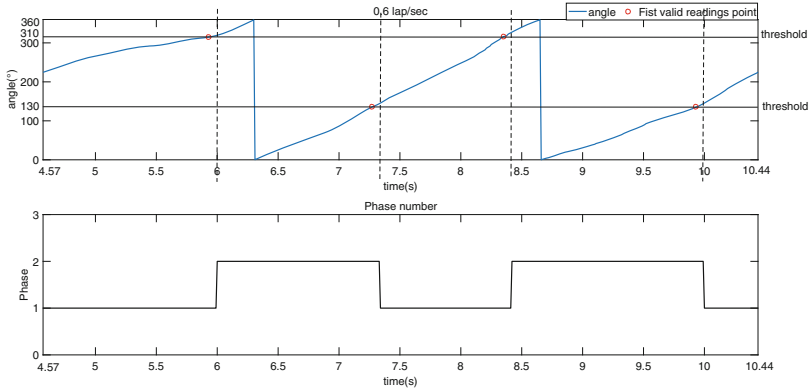 0,6 lap/sec
angle Fist valid readings point
360
310
300
200
130
100
0
angle(°)
threshold
threshold
4.57 5 5.5 6 6.5 7 7.5 8 8.5 9 9.5 10 10.44
time(s)
Phase number
3
2
1
0
Phase
4.57 5 5.5 6 6.5 7 7.5 8 8.5 9 9.5 10 10.44
time(s)